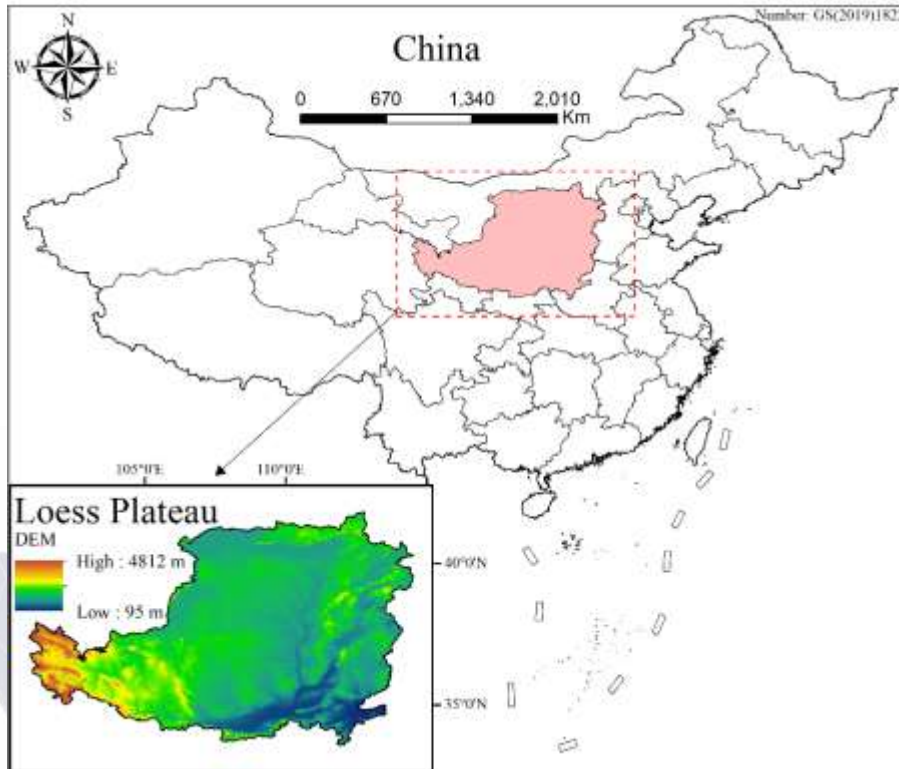 Number: GS(2019)182
N
W E
S
China
0 670 1,340 2,010
Km
105°0'E 110°0'E
Loess Plateau
DEM
High : 4812 m
Low : 95 m
40°0'N
35°0'N